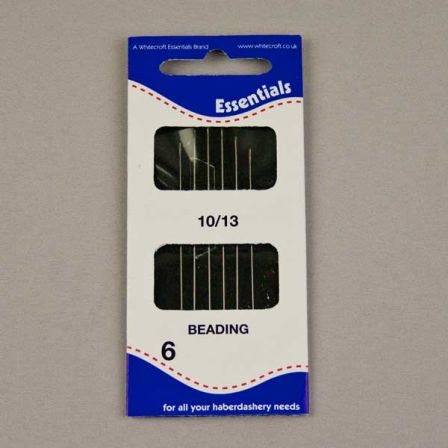 A Whitecroft Essentials Brand
www.whitecroft.co.uk
Essentials
10/13
BEADING
6
for all your haberdashery needs